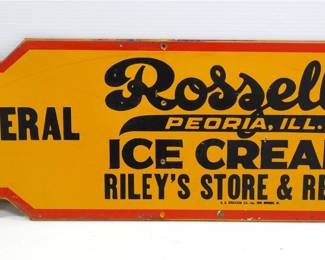 ERAL
Rossell
PEORIA, ILL.
ICE CREA
RILEY'S STORE & RE